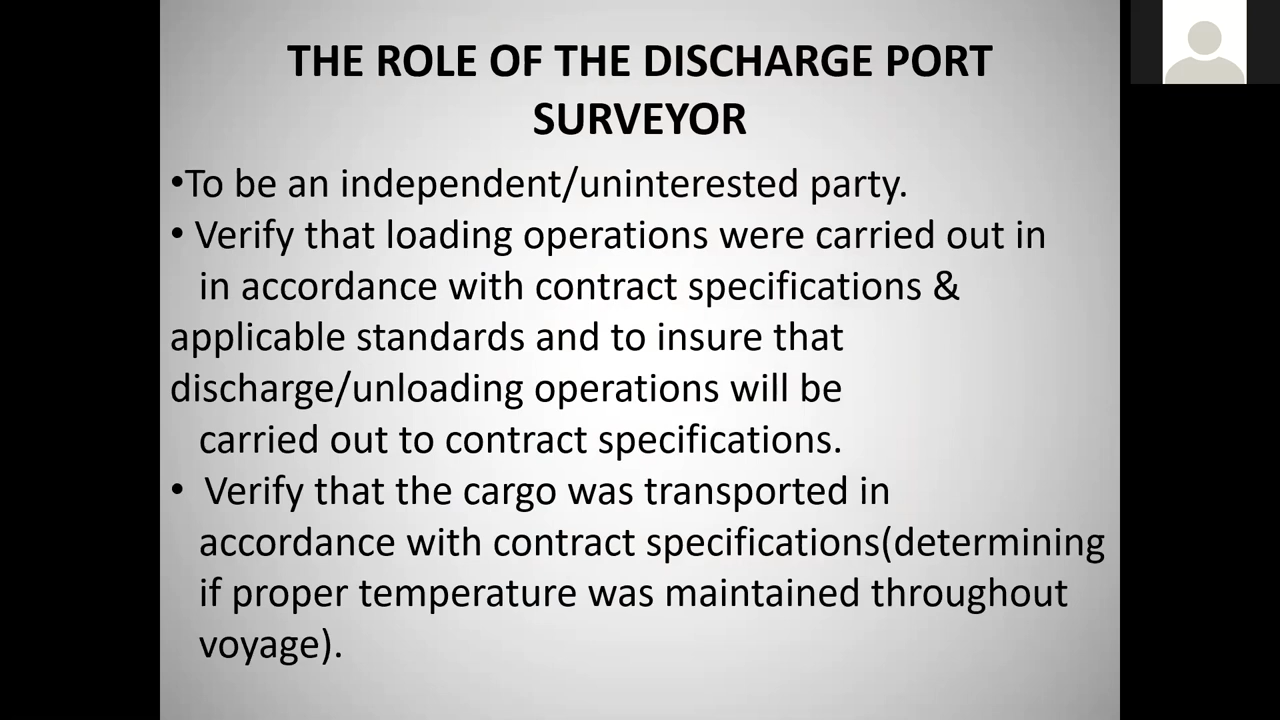 THE ROLE OF THE DISCHARGE PORT
SURVEYOR
•To be an independent/uninterested party.
• Verify that loading operations were carried out in
in accordance with contract specifications &
applicable standards and to insure that
discharge/unloading operations will be
carried out to contract specifications.
• Verify that the cargo was transported in
accordance with contract specifications(determining
if proper temperature was maintained throughout
voyage).